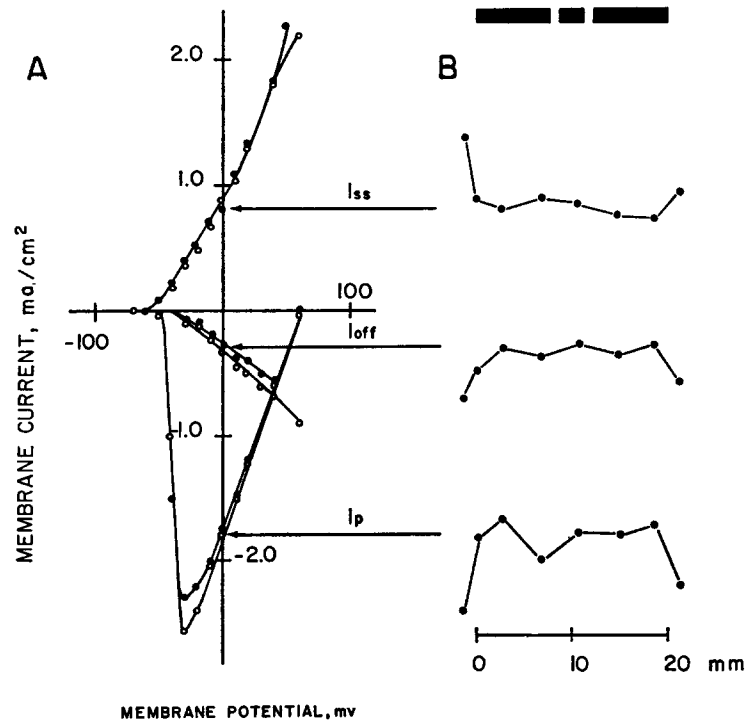 A
B
2.0
1.0
Iss
100
-100
Ioff
-1.0
Ip
-2.0
MEMBRANE CURRENT, ma./cm²
0 10 20 mm
MEMBRANE POTENTIAL, mv